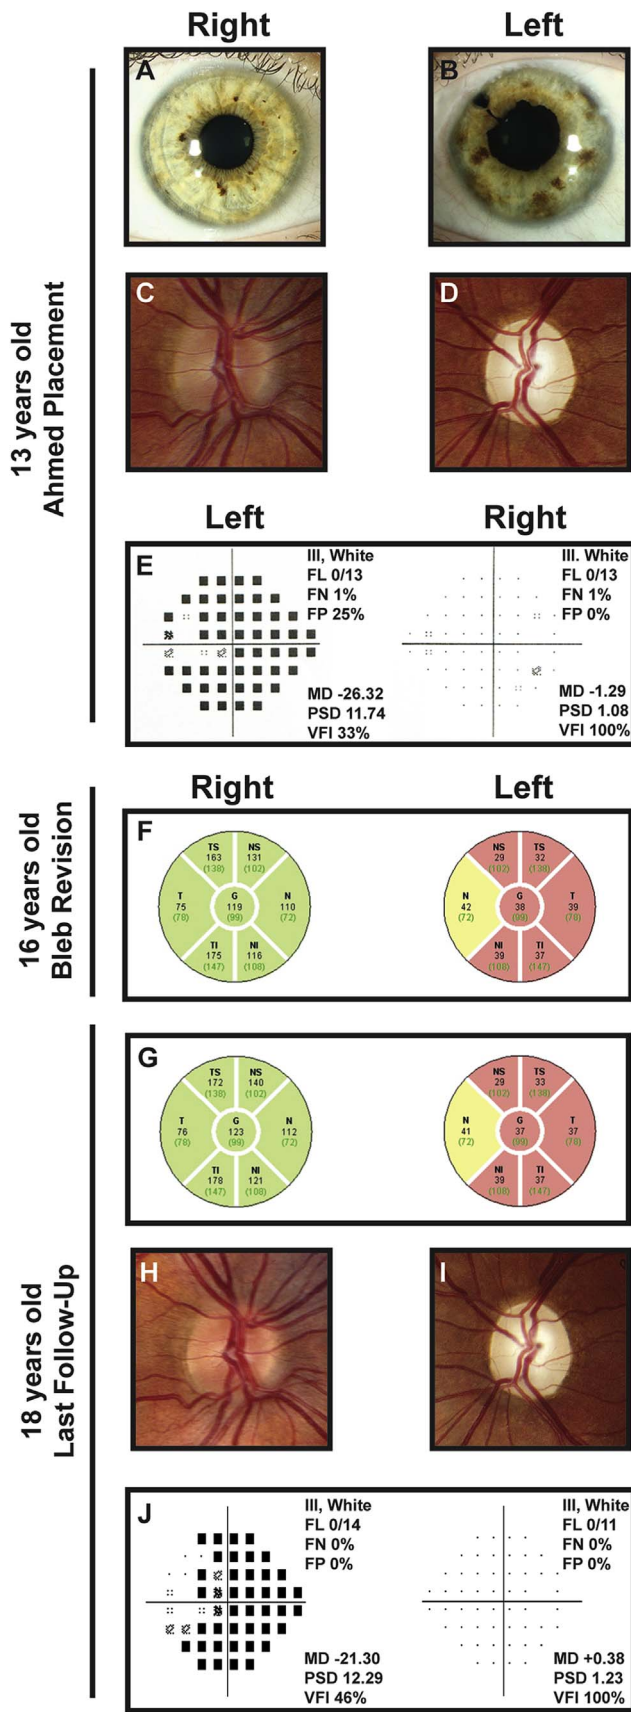 Right Left
A B
13 years old
Ahmed Placement
C D
Left Right
E
III, White
FL 0/13
FN 1%
FP 25%
MD -26.32
PSD 11.74
VFI 33%
III. White
FL 0/13
FN 1%
FP 0%
MD -1.29
PSD 1.08
VFI 100%
16 years old
Bleb Revision
Right Left
F
TS
163
(138)
NS
131
(102)
T
75
(78)
G
119
(99)
N
110
(72)
TI
175
(147)
NI
116
(108)
NS
29
(102)
TS
32
(138)
N
42
(72)
G
38
(99)
T
39
(78)
NI
39
(108)
TI
37
(147)
18 years old
Last Follow-Up
G
TS
172
(138)
NS
140
(102)
T
76
(78)
G
123
(99)
N
112
(72)
TI
178
(147)
NI
121
(108)
NS
29
(102)
TS
33
(138)
N
41
(72)
G
37
(99)
T
37
(78)
NI
39
(108)
TI
37
(147)
H I
J
III, White
FL 0/14
FN 0%
FP 0%
MD -21.30
PSD 12.29
VFI 46%
III, White
FL 0/11
FN 0%
FP 0%
MD +0.38
PSD 1.23
VFI 100%